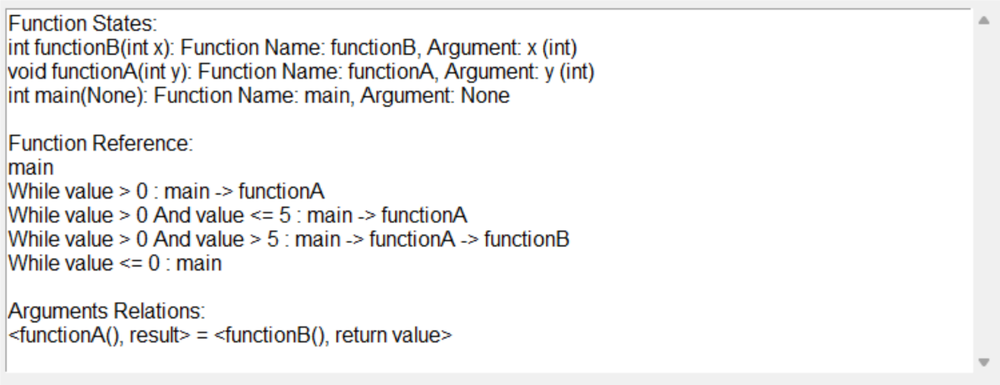 Function States:
int functionB(int x): Function Name: functionB, Argument: x (int)
void functionA(int y): Function Name: functionA, Argument: y (int)
int main(None): Function Name: main, Argument: None
Function Reference:
main
While value > 0 : main -> functionA
While value > 0 And value <= 5 : main -> functionA
While value > 0 And value > 5 : main -> functionA -> functionB
While value <= 0 : main
Arguments Relations:
<functionA(), result> = <functionB(), return value>